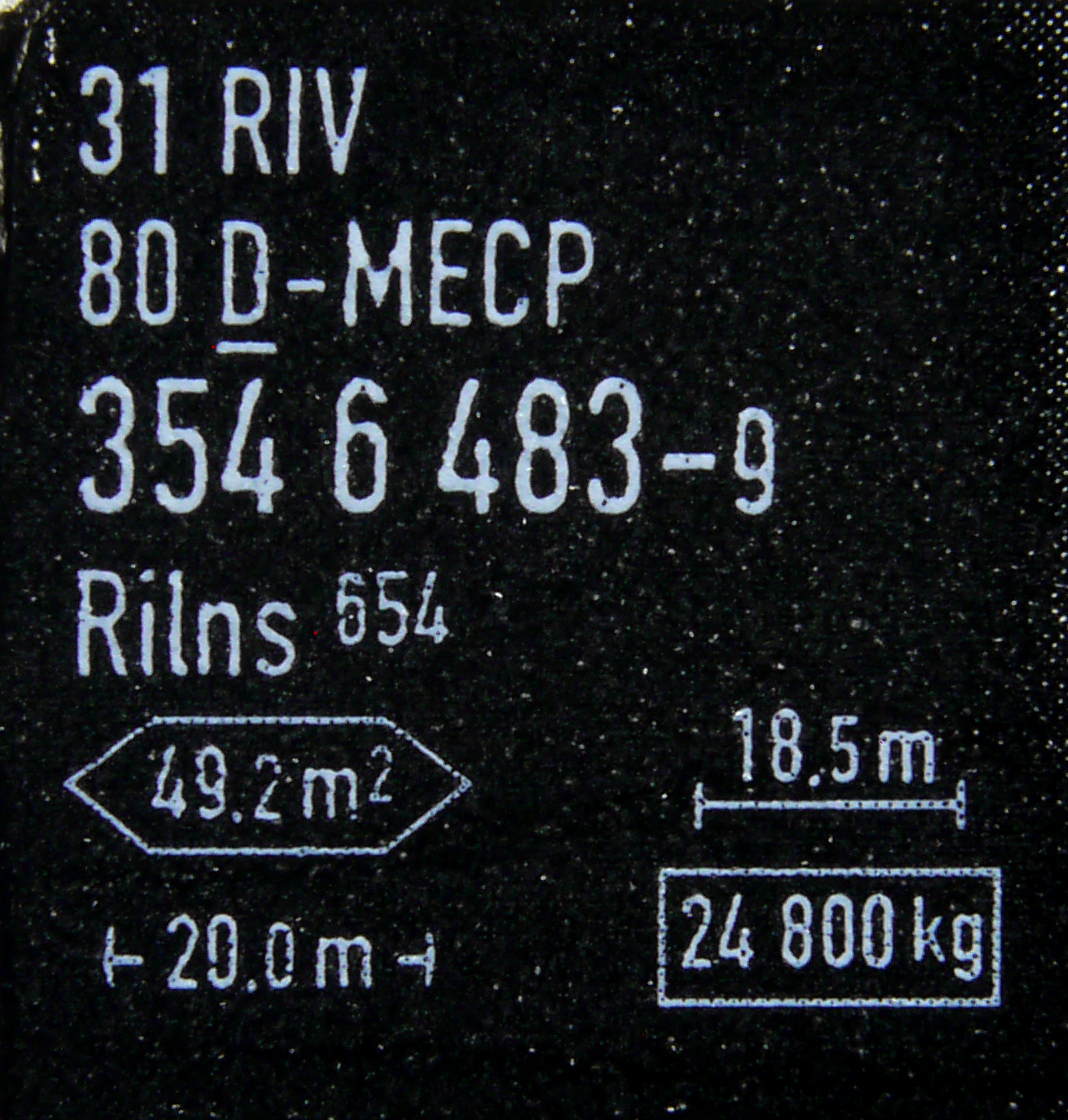 31 RIV
80 D-MECP
354 6 483-9
Rilns 654
49.2 m²
18.5 m
20.0 m
24 800 kg